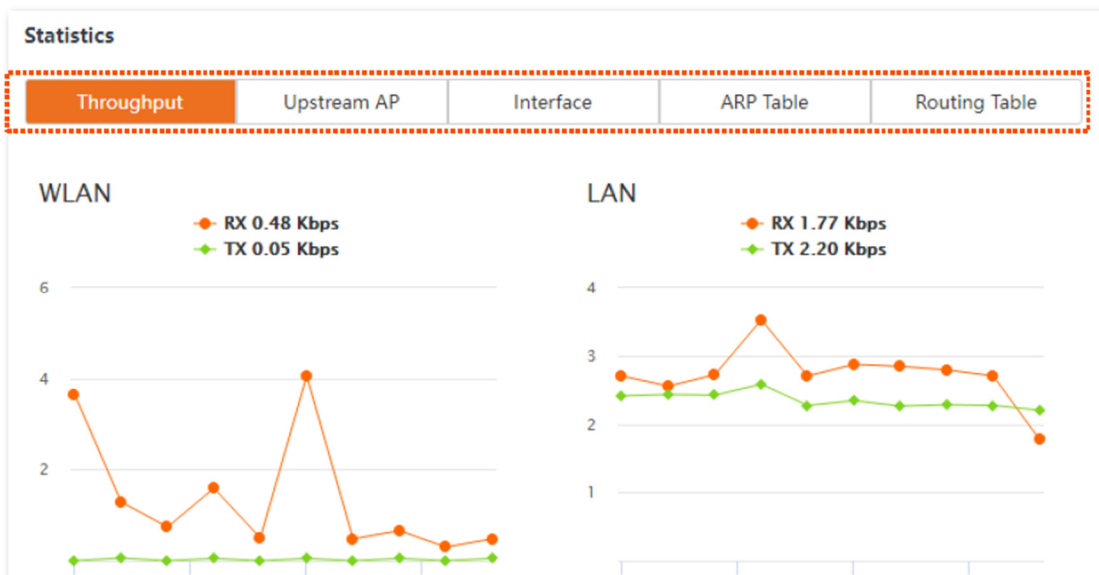 Statistics
Throughput Upstream AP Interface ARP Table Routing Table
WLAN
RX 0.48 Kbps
TX 0.05 Kbps
6
4
2
LAN
RX 1.77 Kbps
TX 2.20 Kbps
4
3
2
1